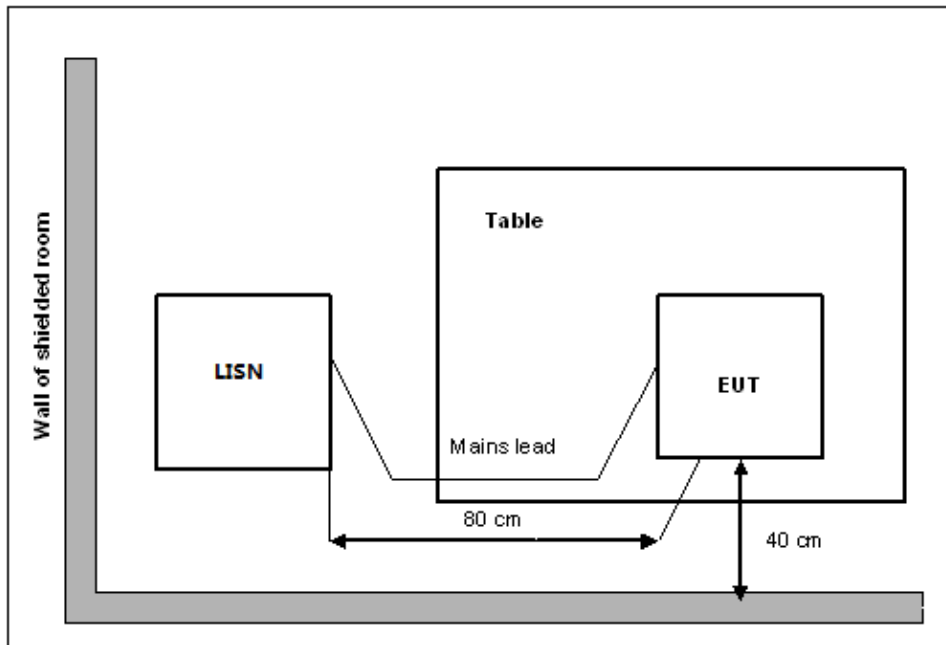 Wall of shielded room
Table
LISN
EUT
Mains lead
80 cm
40 cm